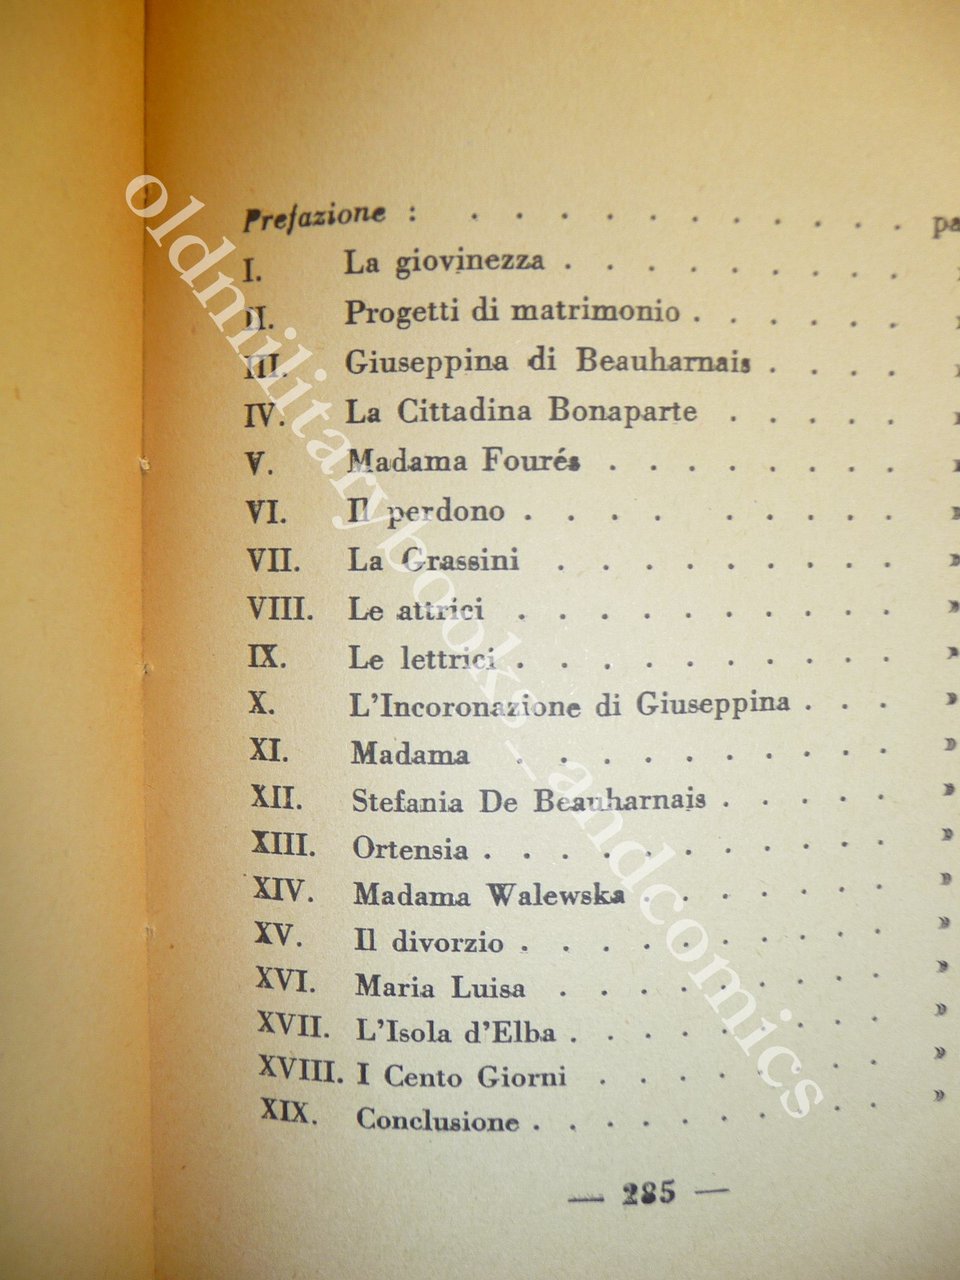 Prefazione : . . . . . . . . . . . pa
I. La giovinezza . . . . . . . . . »
II. Progetti di matrimonio . . . . . . »
III. Giuseppina di Beauharnais . . . . »
IV. La Cittadina Bonaparte . . . . . »
V. Madama Fourés . . . . . . . . »
VI. Il perdono . . . . . . . . . »
VII. La Grassini . . . . . . . . . »
VIII. Le attrici . . . . . . . . . . »
IX. Le lettrici . . . . . . . . . . »
X. L'Incoronazione di Giuseppina . . . »
XI. Madama . . . . . . . . . . »
XII. Stefania De Beauharnais . . . . . »
XIII. Ortensia . . . . . . . . . . . »
XIV. Madama Walewska . . . . . . . »
XV. Il divorzio . . . . . . . . . . »
XVI. Maria Luisa . . . . . . . . . »
XVII. L'Isola d'Elba . . . . . . . . . »
XVIII. I Cento Giorni . . . . . . . . »
XIX. Conclusione . . . . . . . . . . »
— 285 —
oldmilitarybooks_andcomics